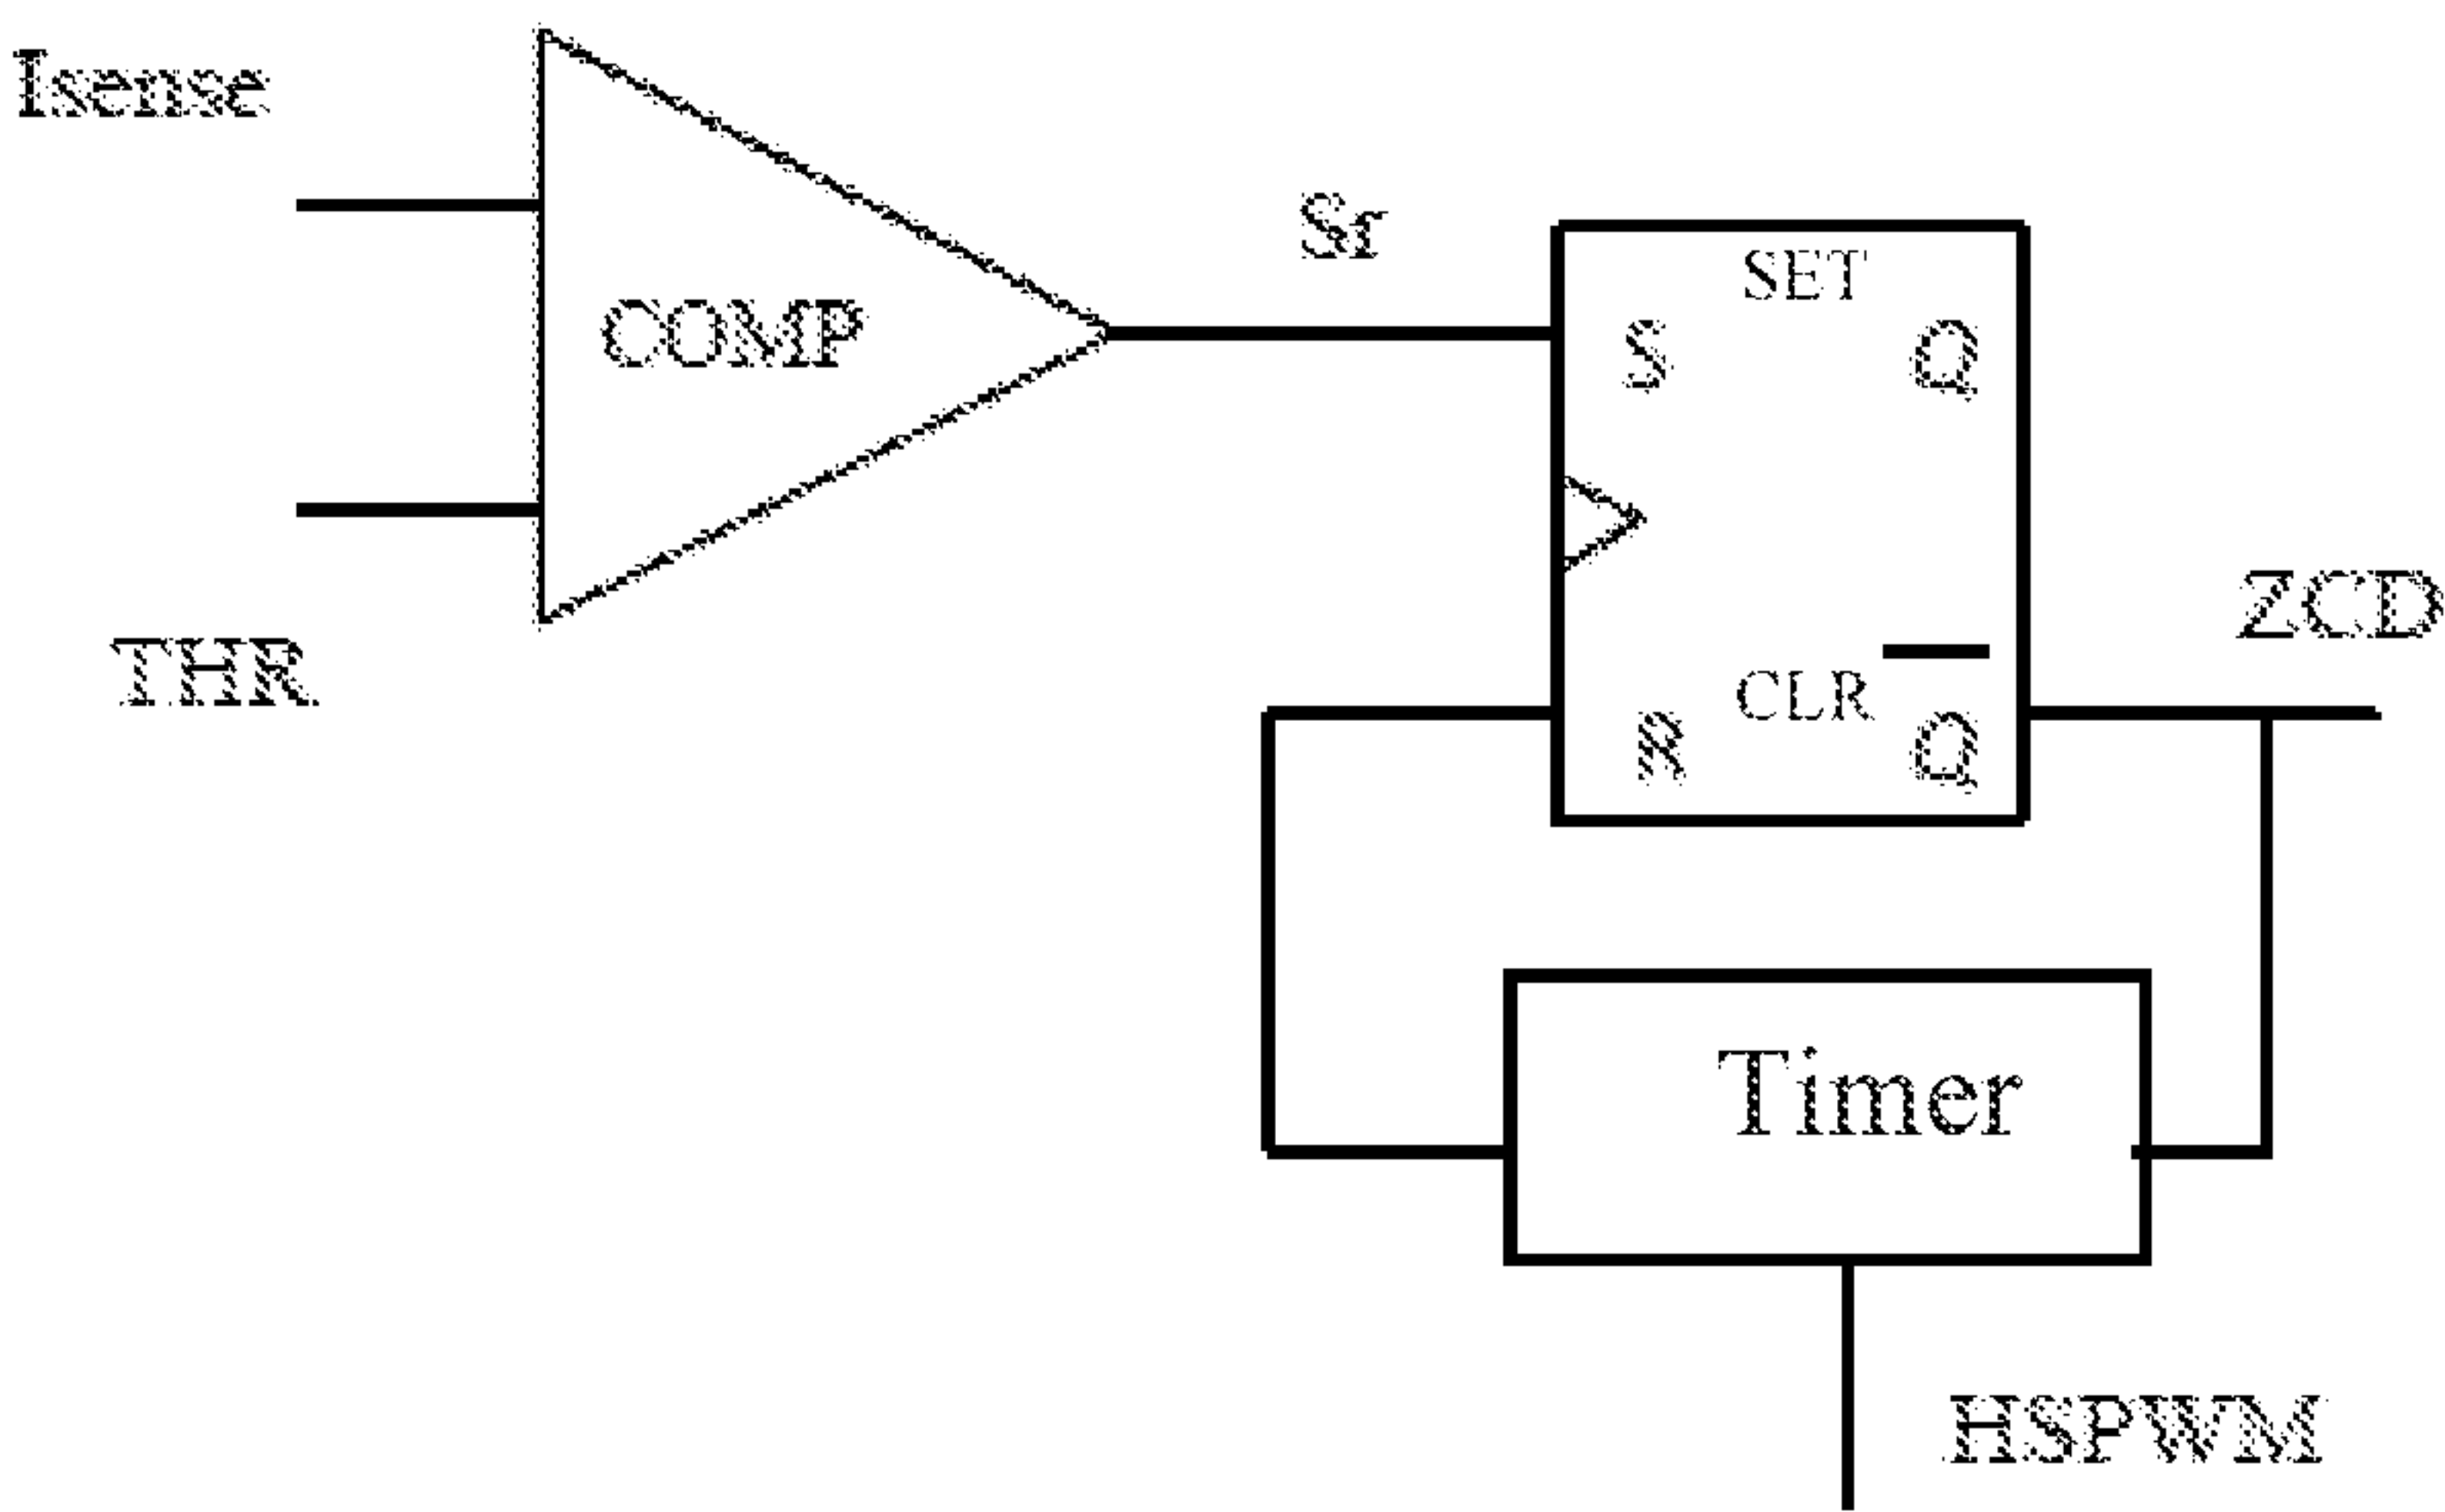 Isense
Sr
SET
S Q
COMP
ZCD
THR
CLR
R Q
Timer
HSPWM